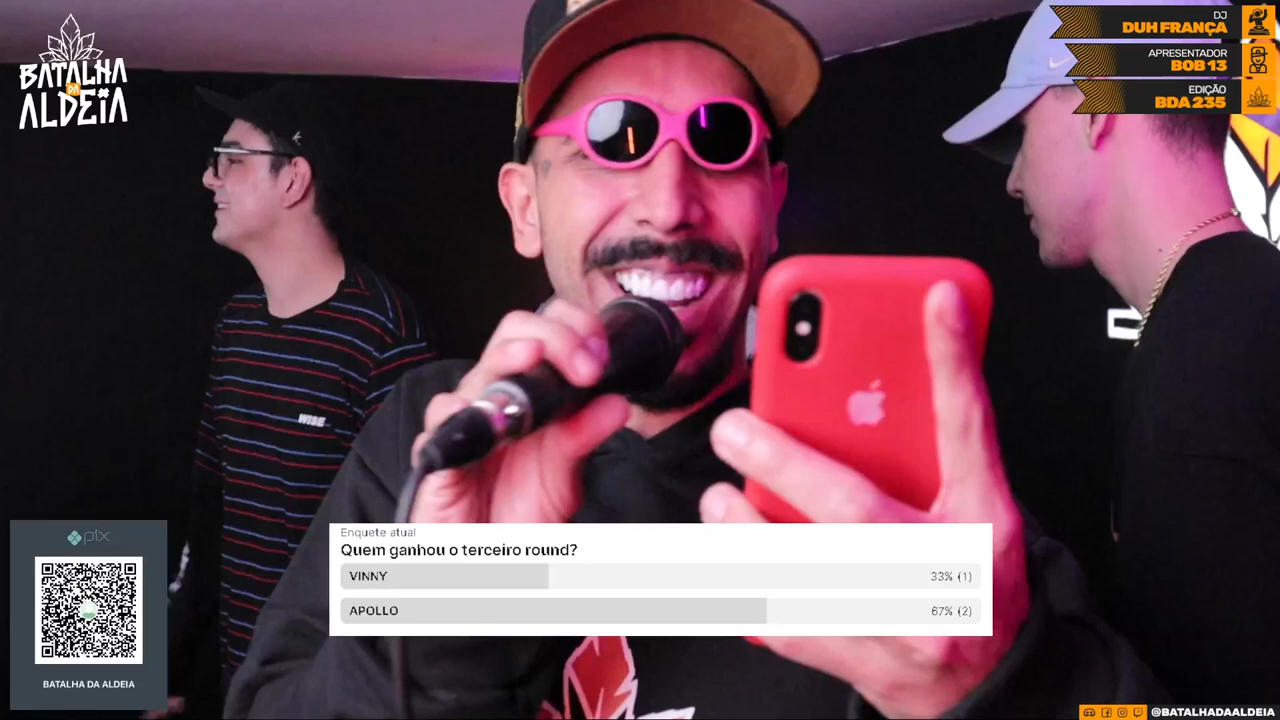 BATALHA
DA
ALDEIA
DJ
DUH FRANÇA
APRESENTADOR
BOB 13
EDIÇÃO
BDA 235
WISE
Enquete atual
Quem ganhou o terceiro round?
VINNY
33% (1)
APOLLO
67% (2)
pix
BATALHA DA ALDEIA
@BATALHADAALDEIA